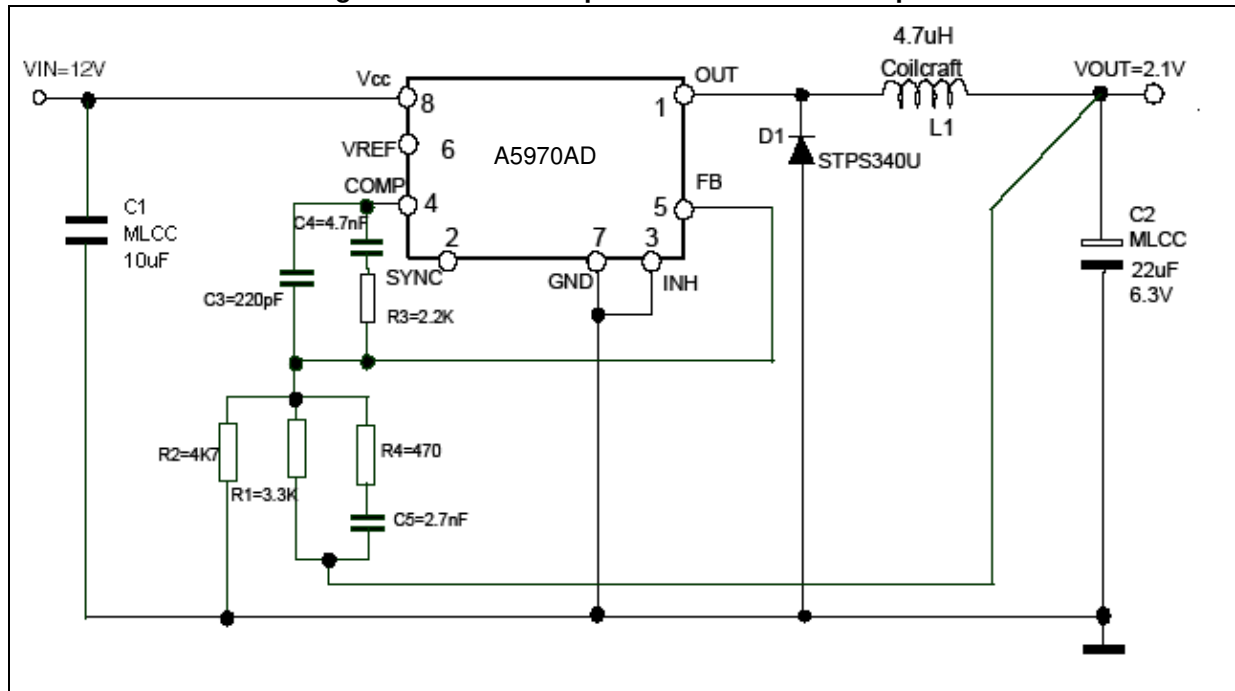 VIN=12V
Vcc
8
VREF
6
COMP
4
A5970AD
OUT
1
4.7uH
Coilcraft
L1
VOUT=2.1V
D1
STPS340U
FB
5
C1
MLCC
10uF
C4=4.7nF
2
SYNC
7
GND
3
INH
C2
MLCC
22uF
6.3V
C3=220pF
R3=2.2K
R2=4K7
R1=3.3K
R4=470
C5=2.7nF